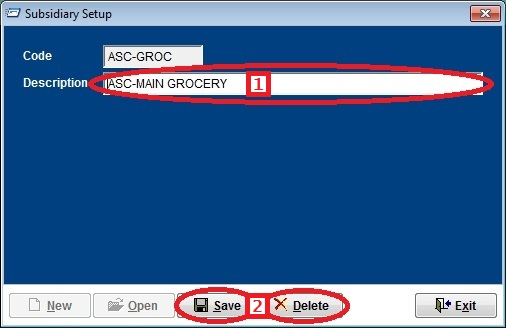 Subsidiary Setup
Code ASC-GROC
Description ASC-MAIN GROCERY 1
New Open Save 2 Delete Exit